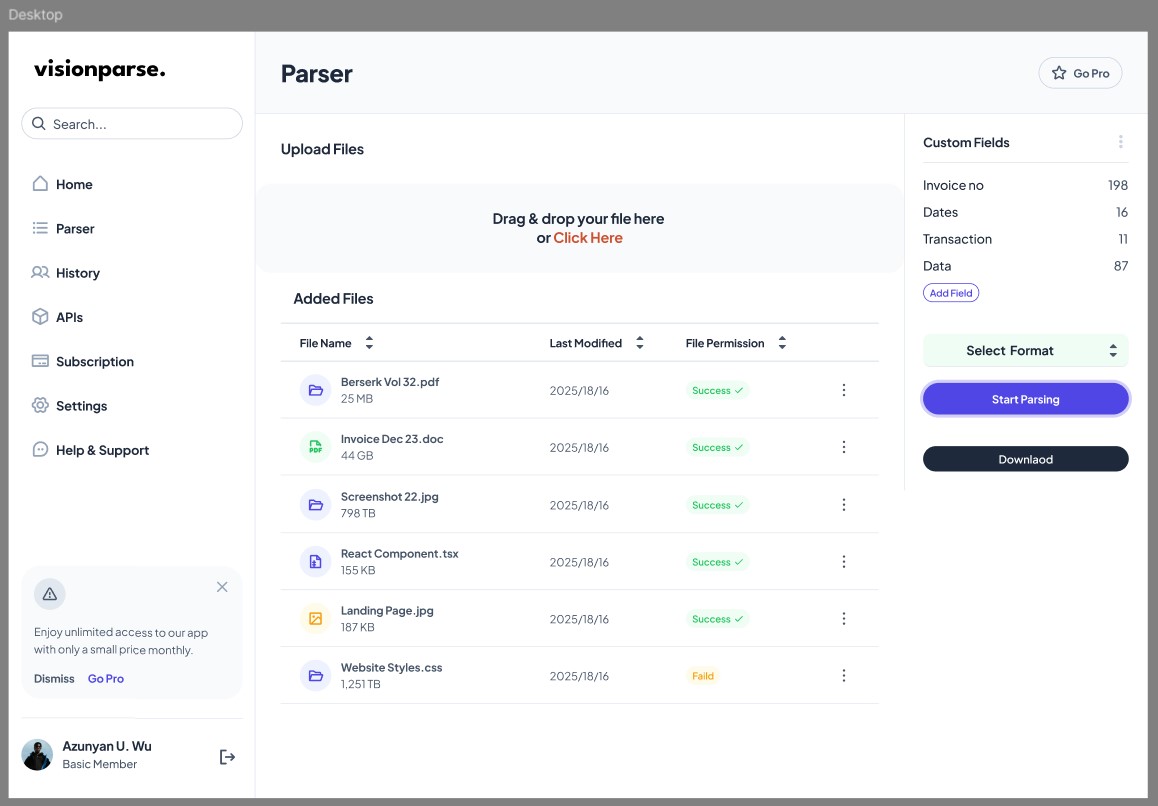 Desktop
visionparse.
Search...
Home
Parser
History
APIs
Subscription
Settings
Help & Support
Enjoy unlimited access to our app
with only a small price monthly.
Dismiss Go Pro
Azunyan U. Wu
Basic Member
Parser
Go Pro
Upload Files
Drag & drop your file here
or Click Here
Added Files
File Name Last Modified File Permission
Berserk Vol 32.pdf
25 MB
2025/18/16 Success
PDF
Invoice Dec 23.doc
44 GB
2025/18/16 Success
Screenshot 22.jpg
798 TB
2025/18/16 Success
React Component.tsx
155 KB
2025/18/16 Success
Landing Page.jpg
187 KB
2025/18/16 Success
Website Styles.css
1,251 TB
2025/18/16 Faild
Custom Fields
Invoice no 198
Dates 16
Transaction 11
Data 87
Add Field
Select Format
Start Parsing
Downlaod